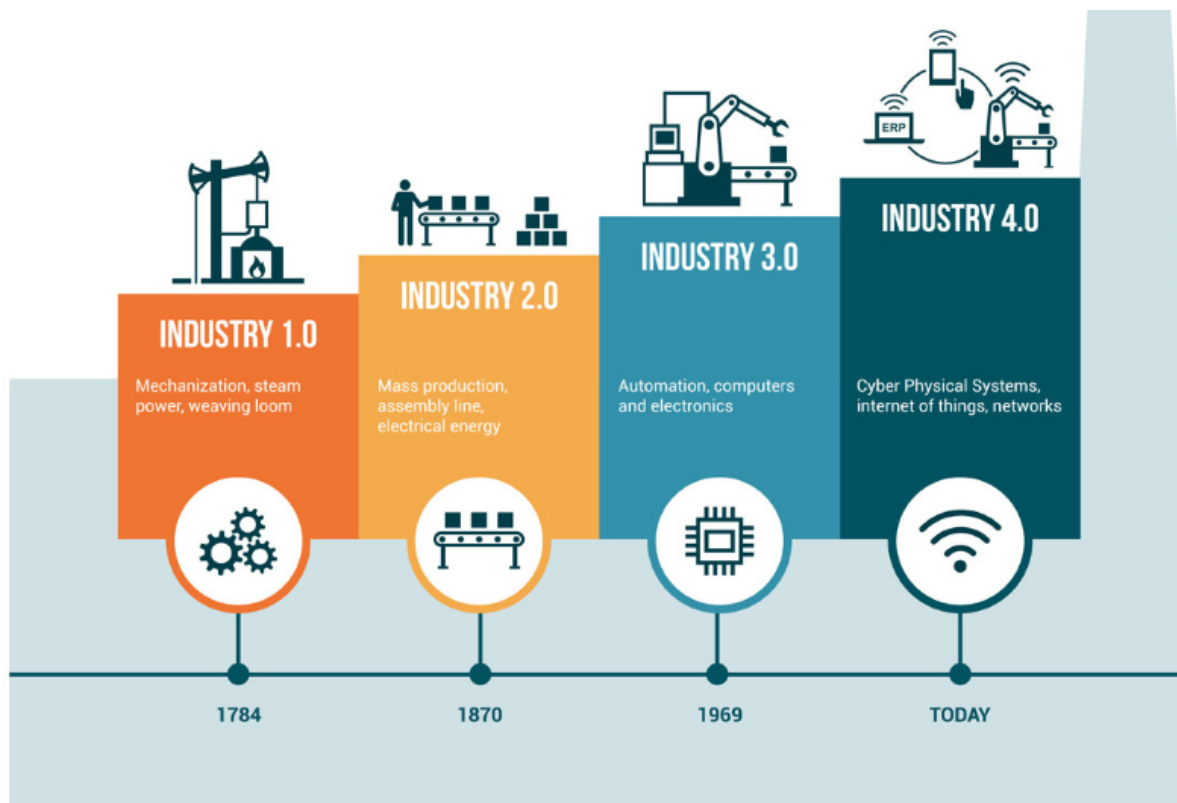 ERP
INDUSTRY 1.0
Mechanization, steam
power, weaving loom
INDUSTRY 2.0
Mass production,
assembly line,
electrical energy
INDUSTRY 3.0
Automation, computers
and electronics
INDUSTRY 4.0
Cyber Physical Systems,
internet of things, networks
1784
1870
1969
TODAY